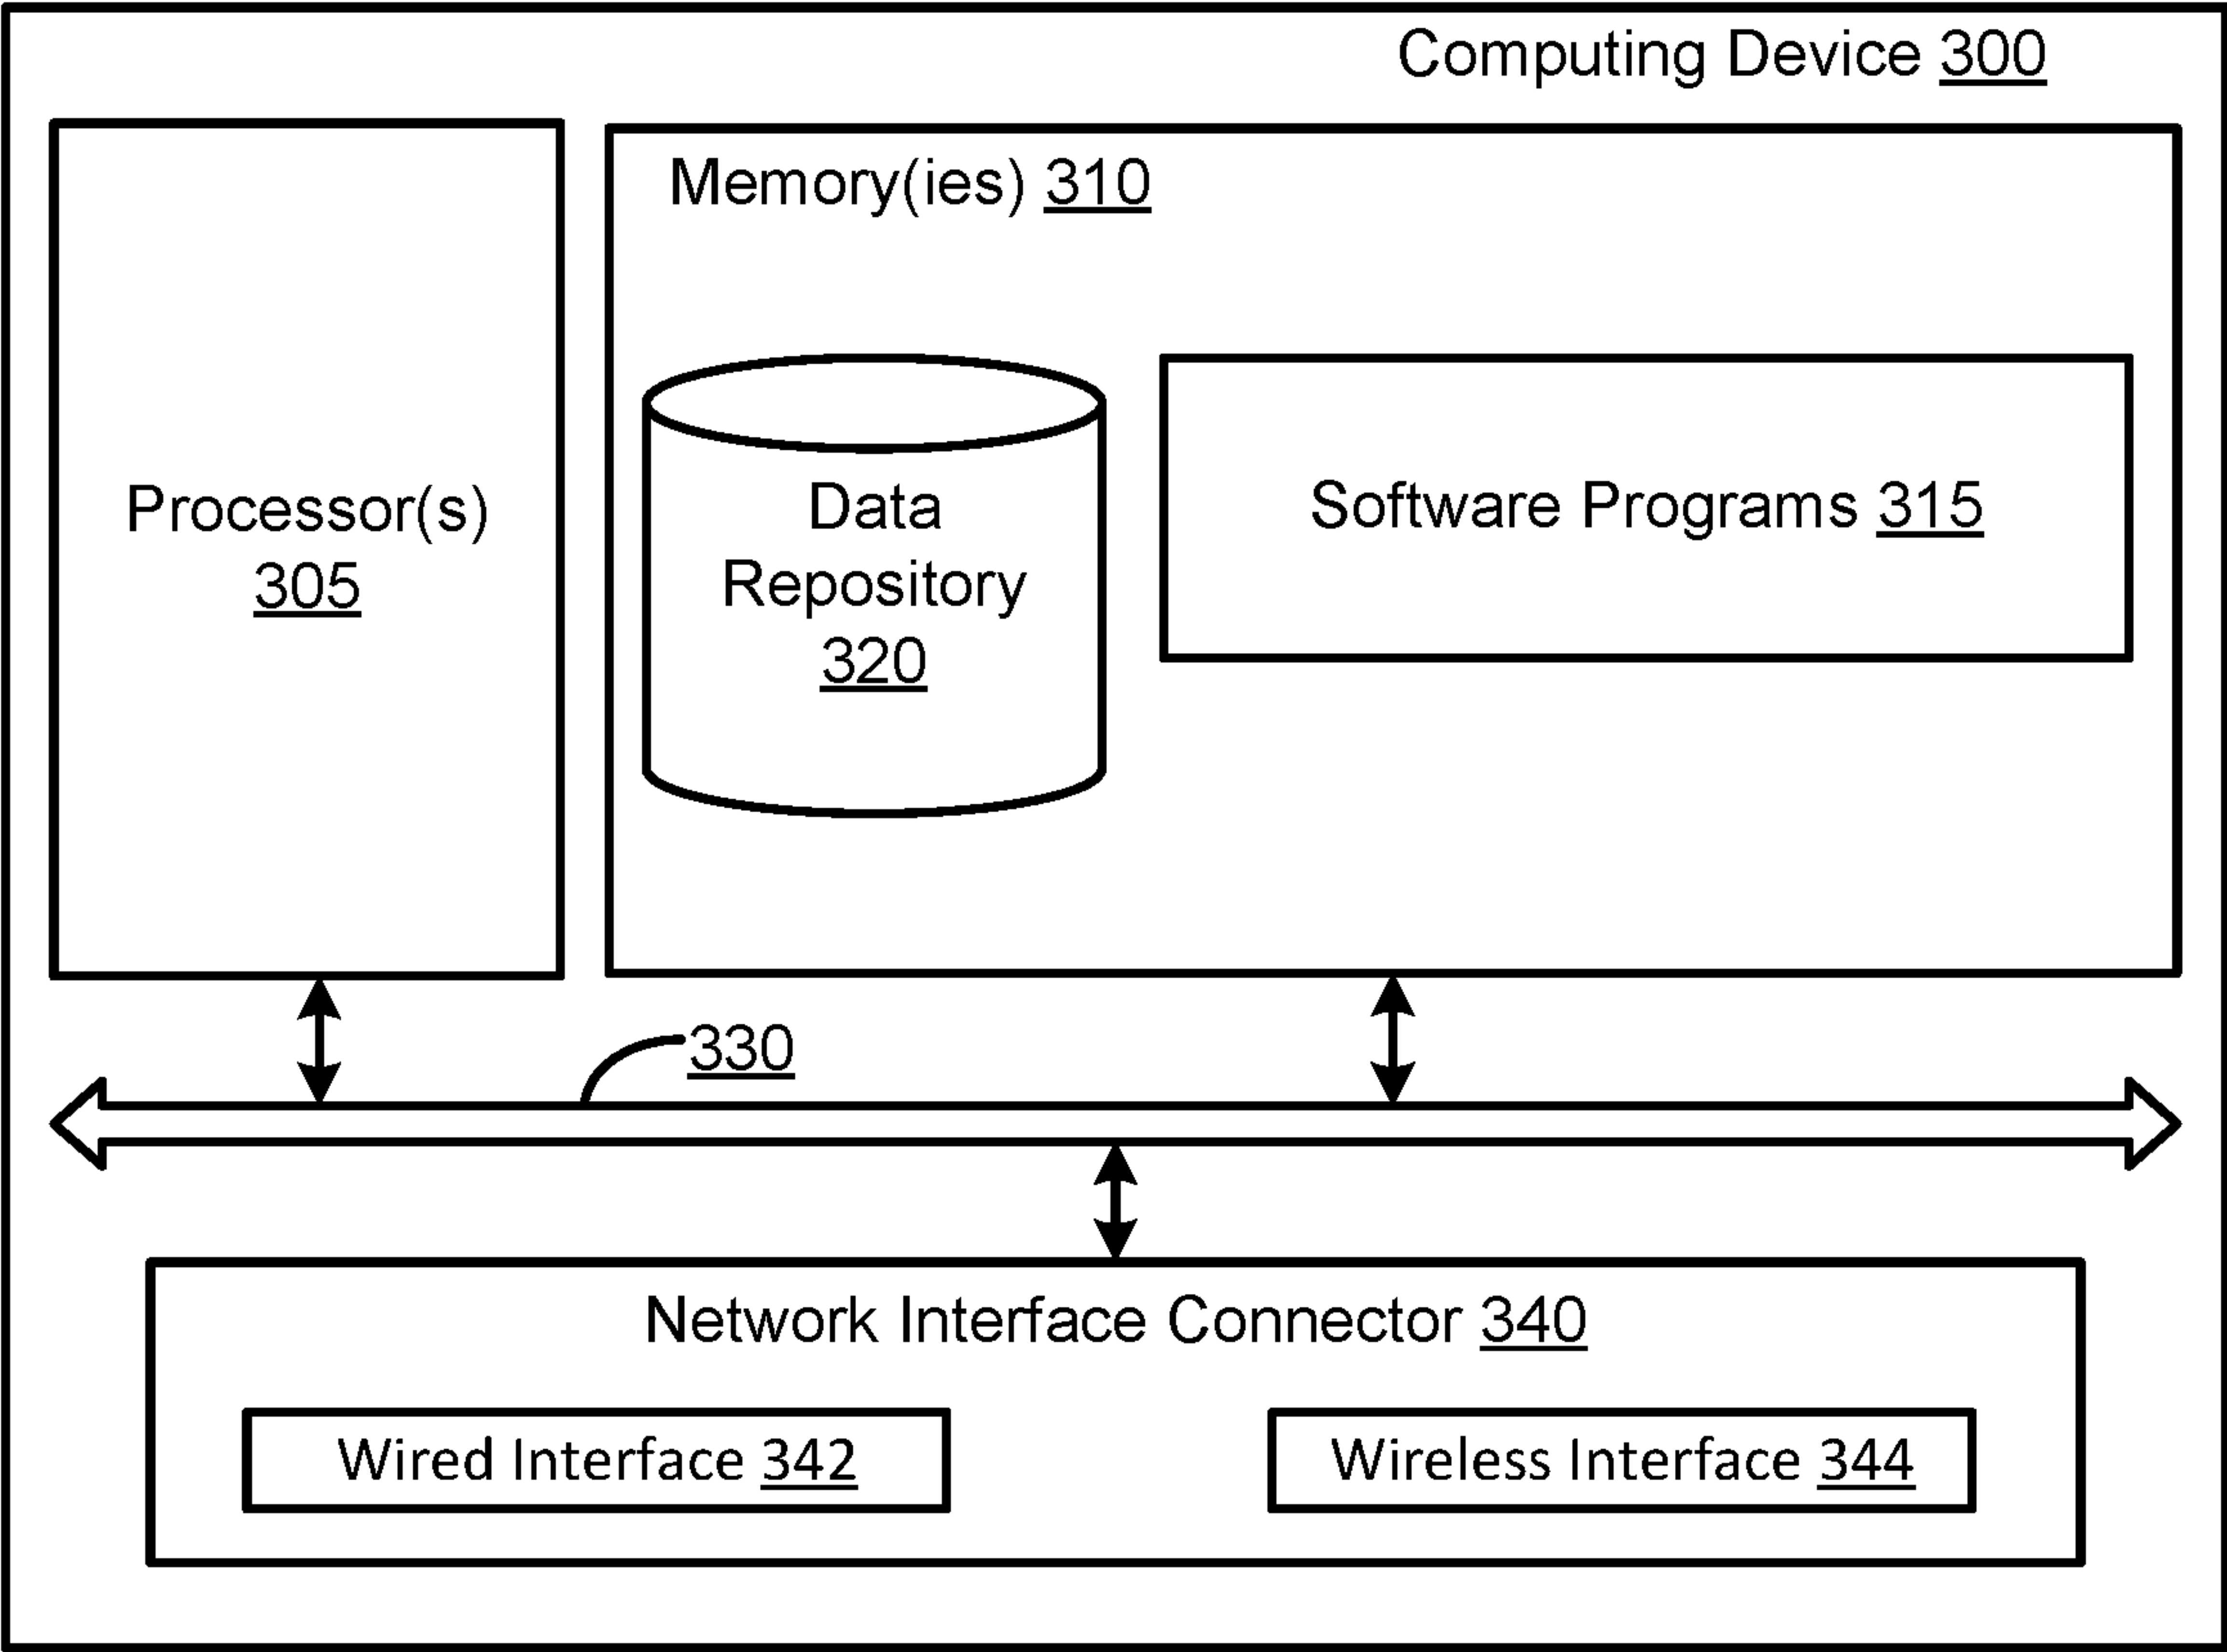 Computing Device 300
Memory(ies) 310
Processor(s)
305
Data
Repository
320
Software Programs 315
330
Network Interface Connector 340
Wired Interface 342
Wireless Interface 344